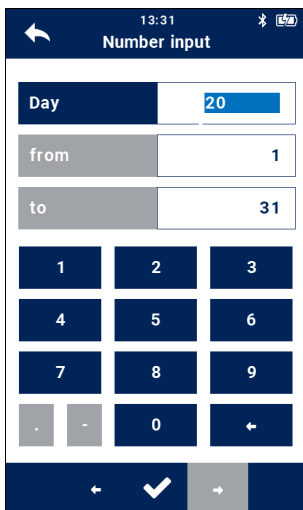 13:31
Number input
Day 20
from 1
to 31
1 2 3
4 5 6
7 8 9
. - 0